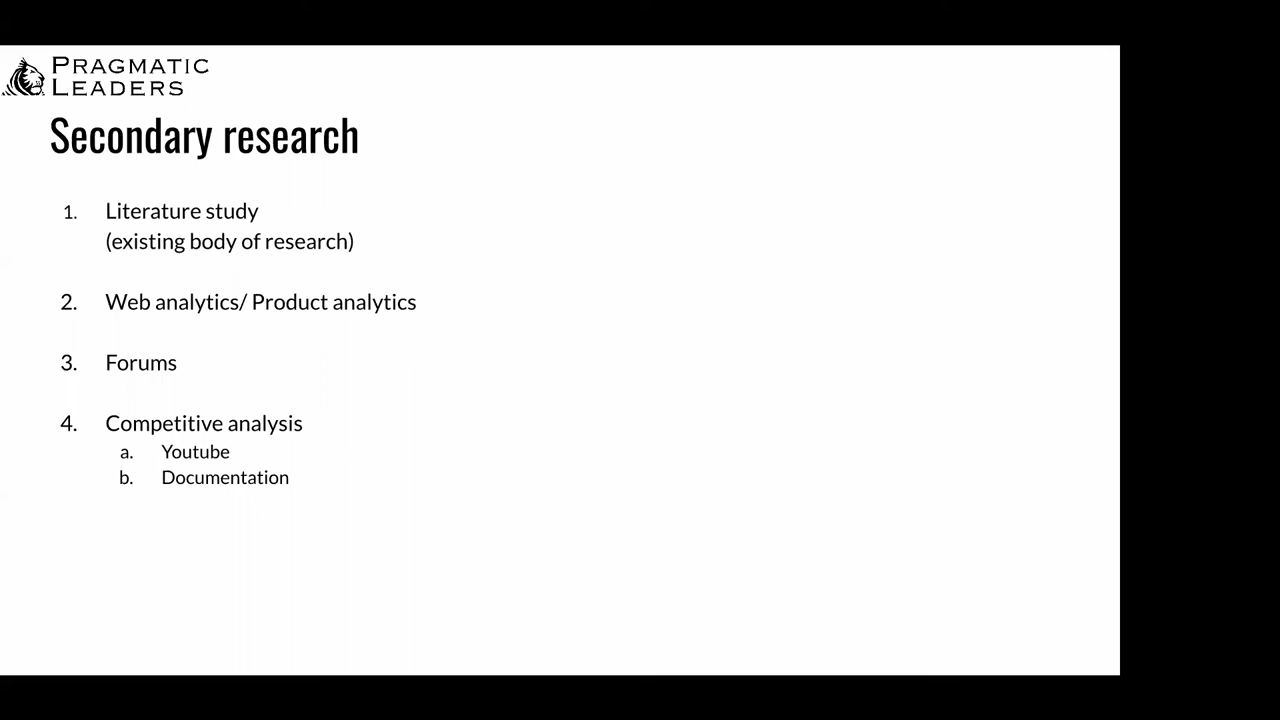 PRAGMATIC
LEADERS
Secondary research
1. Literature study
(existing body of research)
2. Web analytics/ Product analytics
3. Forums
4. Competitive analysis
a. Youtube
b. Documentation